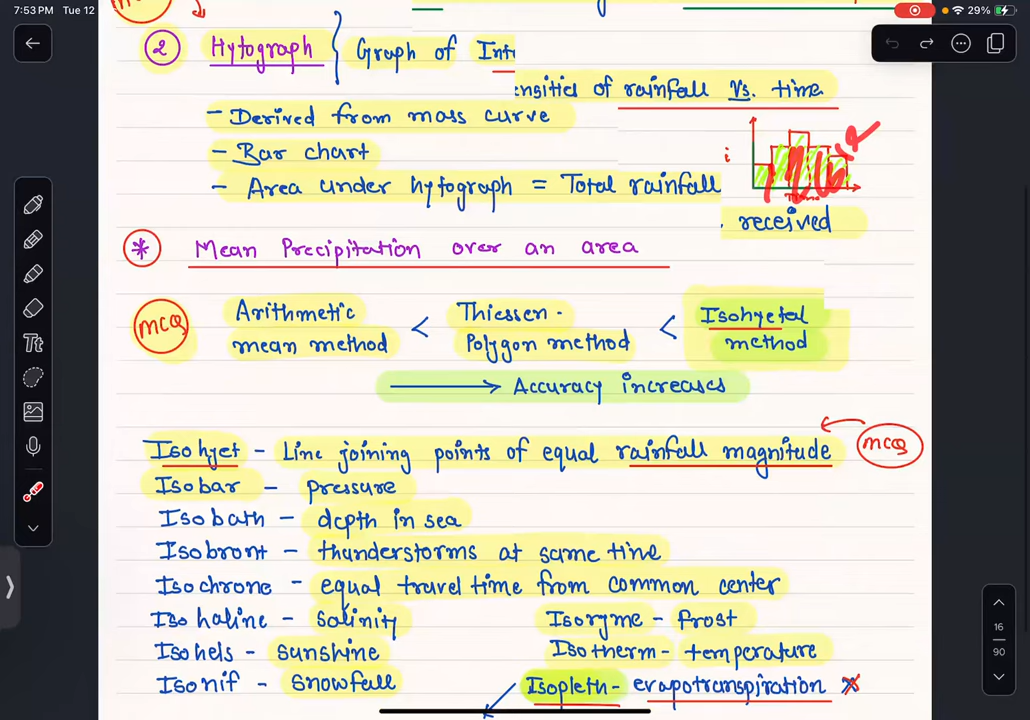 7:53 PM Tue 12
29%
② Hytograph Graph of Int
ensities of rainfall Vs. time
- Derived from mass curve
- Bar chart
i
- Area under hytograph = Total rainfall
received
* Mean Precipitation over an area
mcq Arithmetic mean method < Thiessen - Polygon method < Isohyetal method
⟶ Accuracy increases
Isohyet - Line joining points of equal rainfall magnitude
mcq
Isobar - pressure
Isobath - depth in sea
Isobront - thunderstorms at same time
Isochrone - equal travel time from common center
Isohaline - salinity
Isoryme - frost
Isohels - sunshine
Isotherm - temperature
Isonif - snowfall
Isopleth - evapotranspiration
Tt
16
90